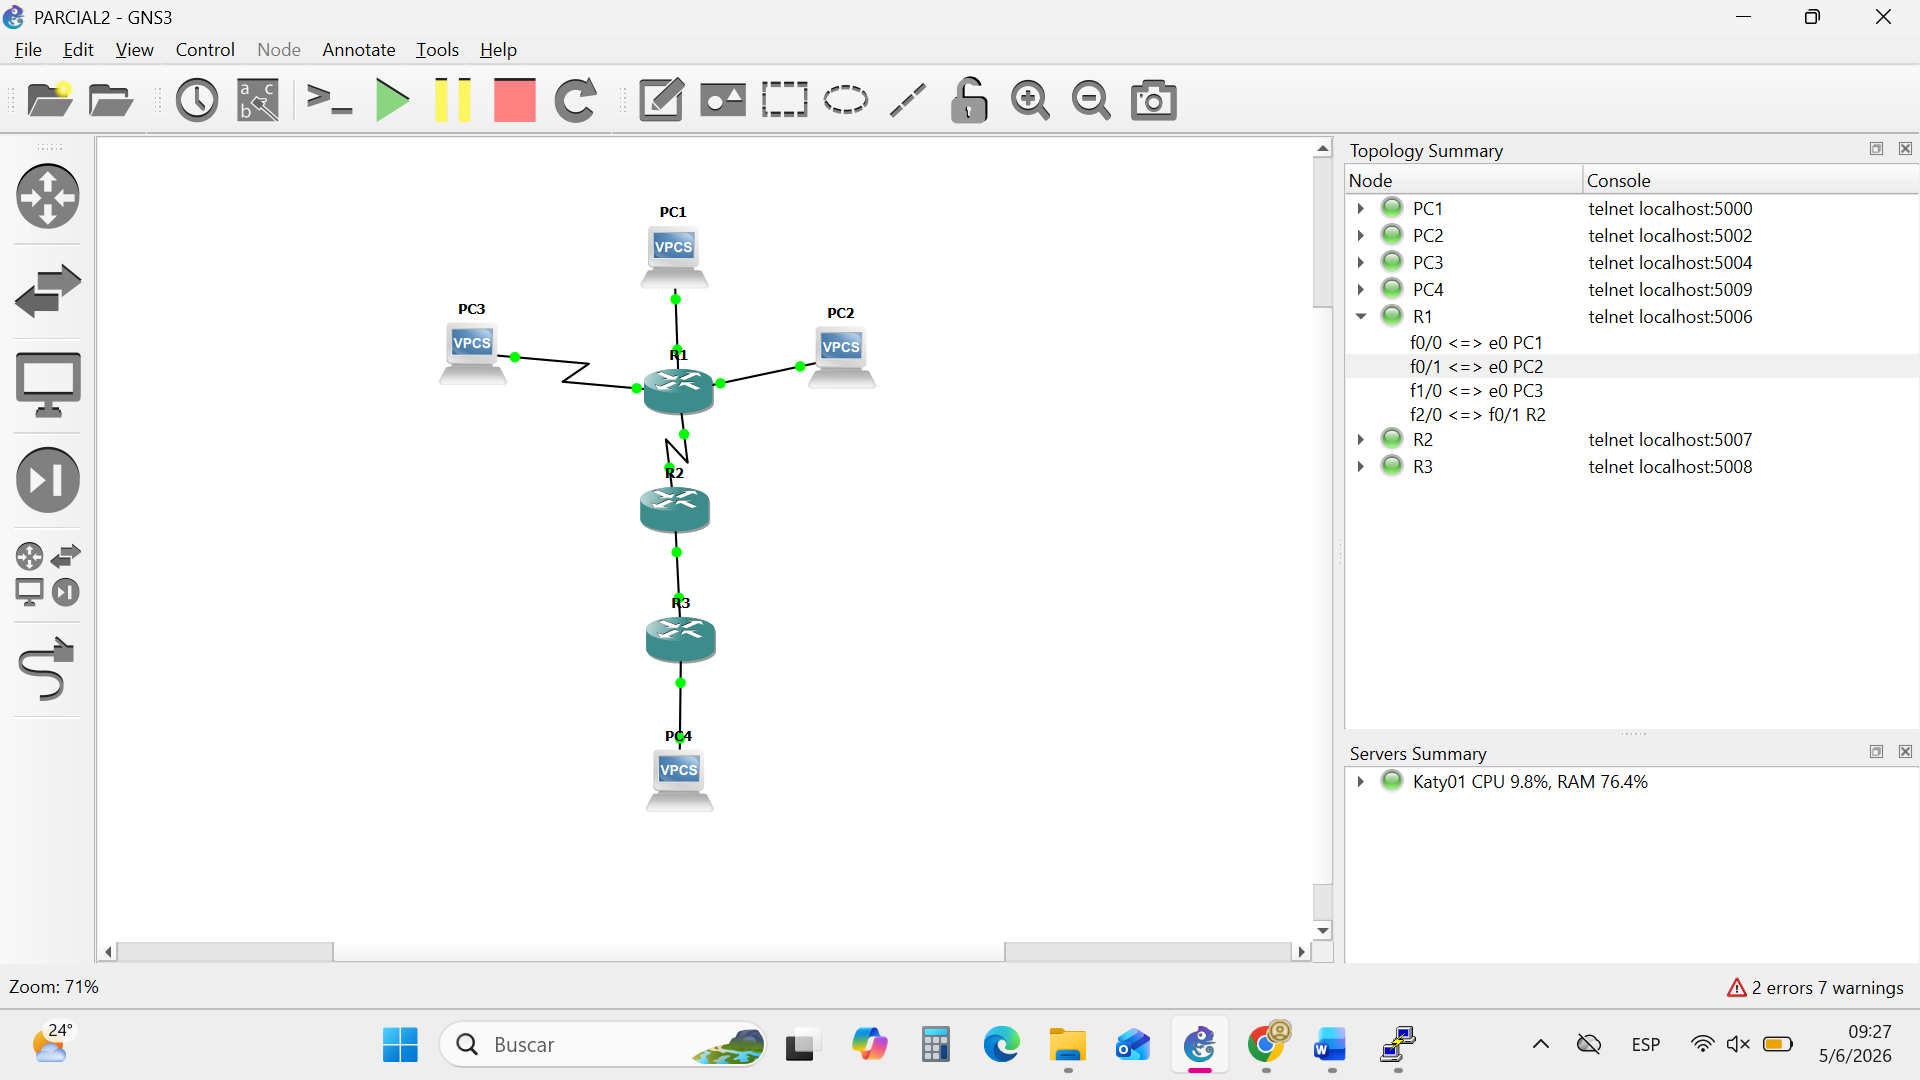 PARCIAL2 - GNS3
File Edit View Control Node Annotate Tools Help
a c
b
Topology Summary
Node Console
PC1 telnet localhost:5000
PC2 telnet localhost:5002
PC3 telnet localhost:5004
PC4 telnet localhost:5009
R1 telnet localhost:5006
f0/0 <=> e0 PC1
f0/1 <=> e0 PC2
f1/0 <=> e0 PC3
f2/0 <=> f0/1 R2
R2 telnet localhost:5007
R3 telnet localhost:5008
PC1
VPCS
PC3
VPCS
PC2
VPCS
R1
R2
R3
PC4
VPCS
Servers Summary
Katy01 CPU 9.8%, RAM 76.4%
Zoom: 71%
2 errors 7 warnings
24°
Buscar
W
ESP
09:27
5/6/2026